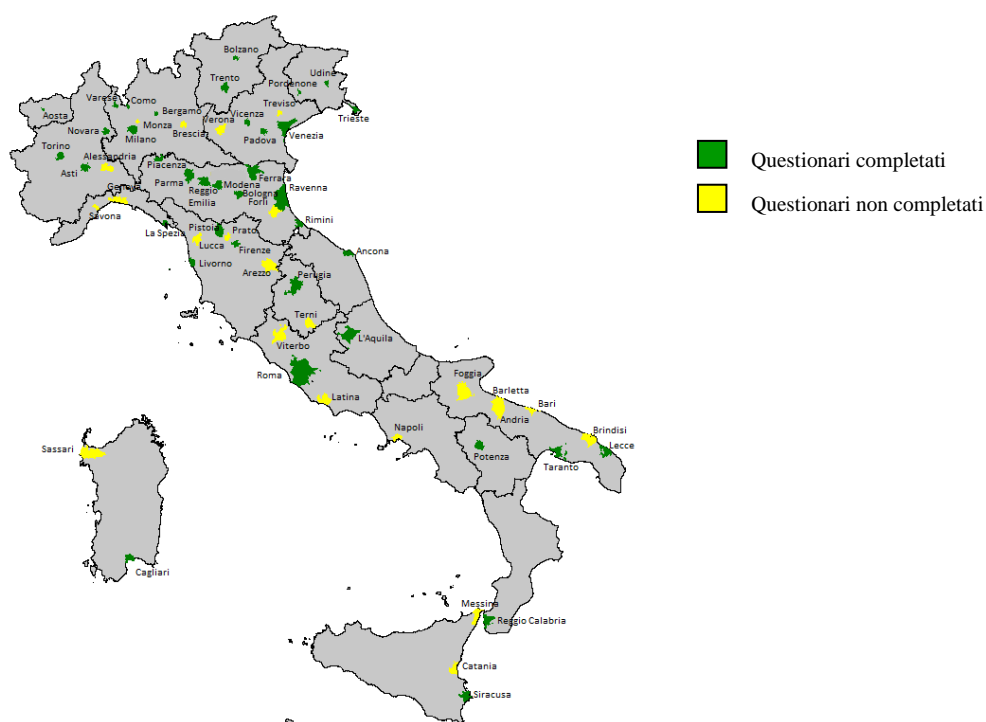 Bolzano
Trento
Udine
Pordenone
Varese
Como
Bergamo
Treviso
Vicenza
Verona
Aosta
Trieste
Monza
Novara
Milano
Brescia
Padova
Venezia
Torino
Alessandria
Piacenza
Asti
Ferrara
Parma
Modena
Ravenna
Genova
Reggio
Emilia
Bologna
Forlì
Savona
Rimini
La Spezia
Pistoia
Prato
Lucca
Firenze
Ancona
Livorno
Arezzo
Perugia
Terni
Viterbo
L'Aquila
Roma
Foggia
Latina
Barletta
Bari
Andria
Napoli
Brindisi
Lecce
Sassari
Potenza
Taranto
Cagliari
Messina
Reggio Calabria
Catania
Siracusa
Questionari completati
Questionari non completati